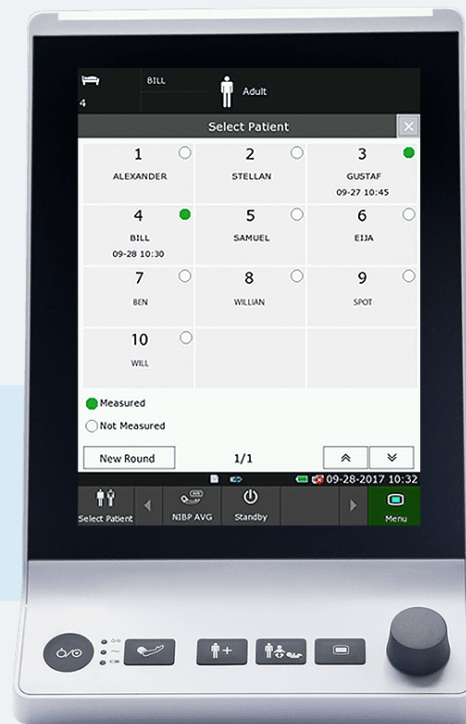 BILL
4
Adult
Select Patient
1 2 3
ALEXANDER STELLAN GUSTAF
09-27 10:45
4 5 6
BILL SAMUEL EIJA
09-28 10:30
7 8 9
BEN WILLIAN SPOT
10
WILL
Measured
Not Measured
New Round 1/1
09-28-2017 10:32
Select Patient NIBP AVG Standby Menu